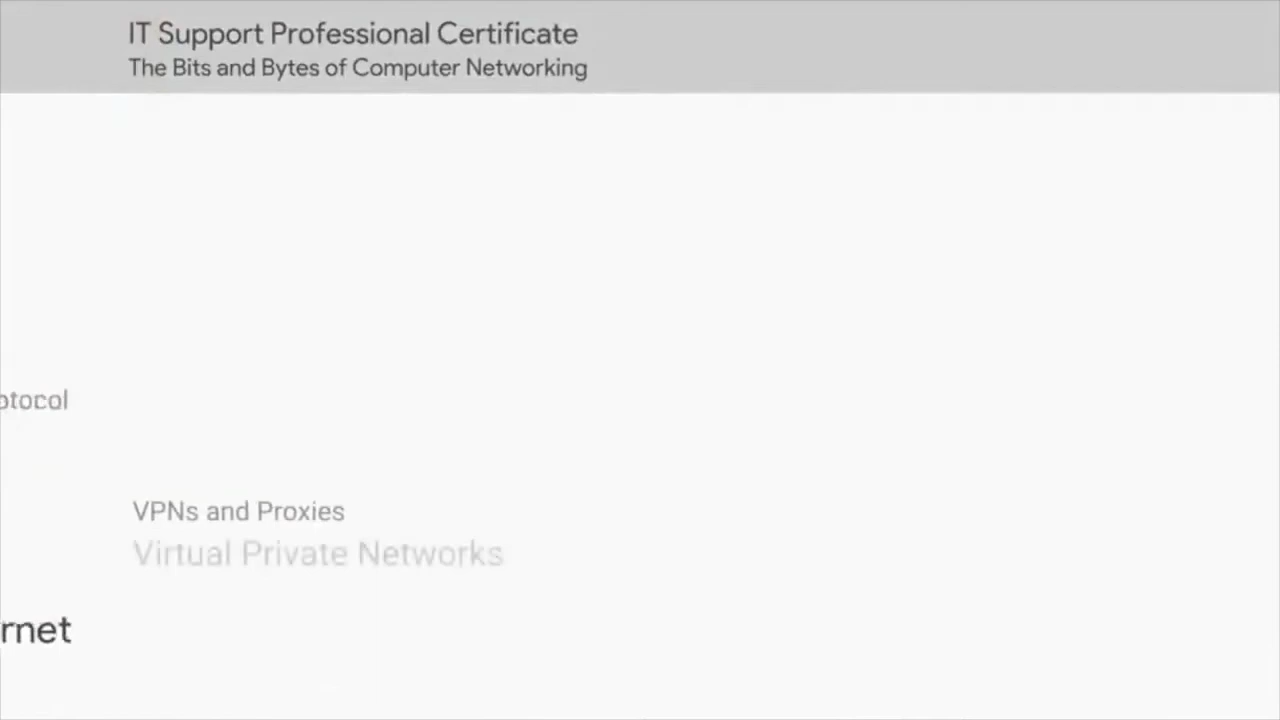 IT Support Professional Certificate
The Bits and Bytes of Computer Networking
otocol
VPNs and Proxies
Virtual Private Networks
rnet